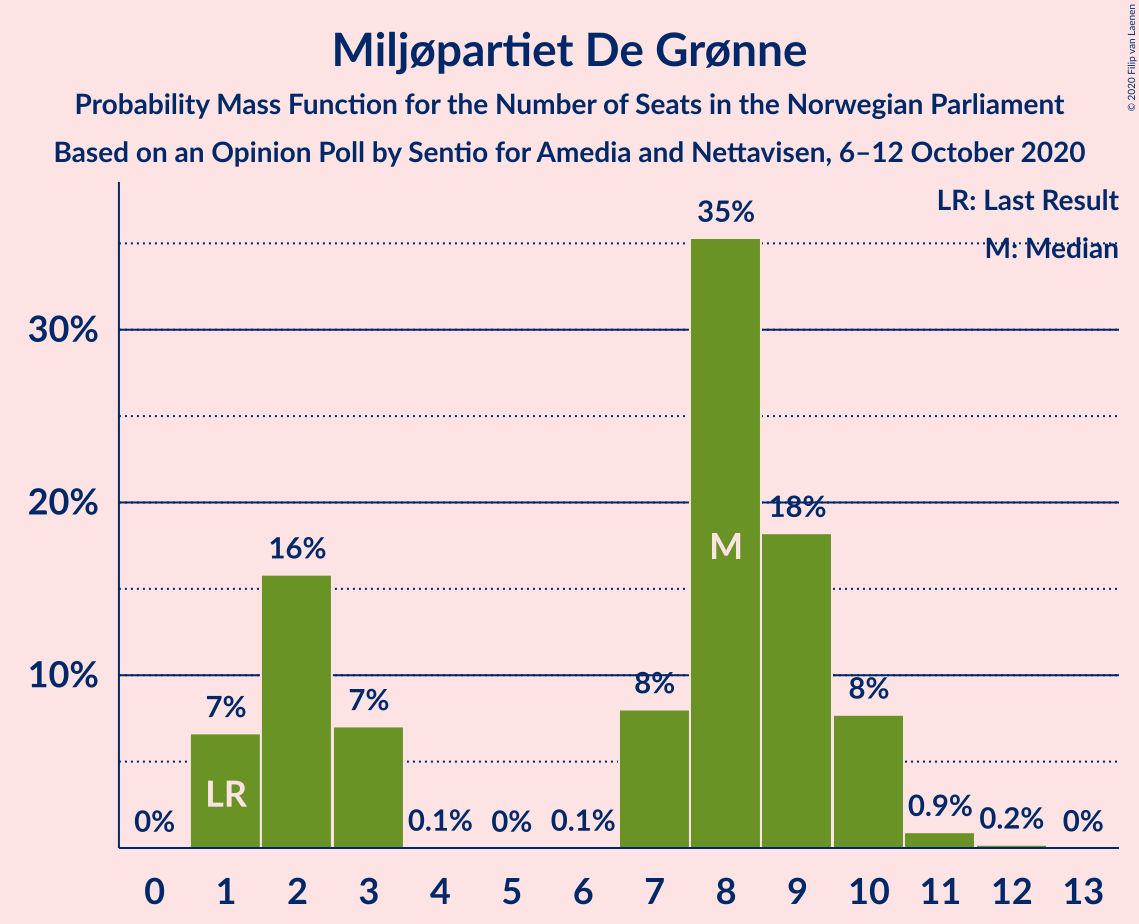 Miljøpartiet De Grønne
Probability Mass Function for the Number of Seats in the Norwegian Parliament
Based on an Opinion Poll by Sentio for Amedia and Nettavisen, 6–12 October 2020
© 2020 Filip van Laenen
LR: Last Result
M: Median
30%
20%
10%
0%
7%
16%
7%
0.1%
0%
0.1%
8%
35%
18%
8%
0.9%
0.2%
0%
LR
M
0 1 2 3 4 5 6 7 8 9 10 11 12 13